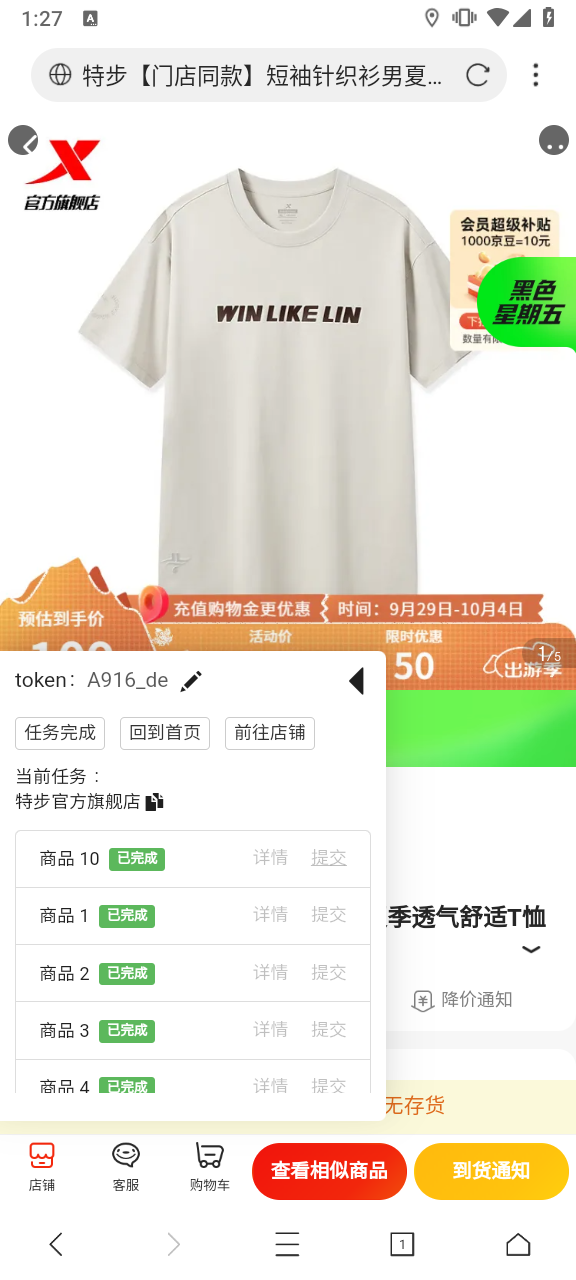 1:27
A
特步【门店同款】短袖针织衫男夏...
官方旗舰店
会员超级补贴
1000京豆=10元
黑色
星期五
WIN LIKE LIN
数量有
预估到手价
充值购物金更优惠
时间：9月29日-10月4日
活动价
限时优惠
50
出游季
1/5
token： A916_de
任务完成
回到首页
前往店铺
当前任务：
特步官方旗舰店
商品 10 已完成 详情 提交
商品 1 已完成 详情 提交
商品 2 已完成 详情 提交
商品 3 已完成 详情 提交
商品 4 已完成 详情 提交
季透气舒适T恤
降价通知
无存货
店铺
客服
购物车
查看相似商品
到货通知
1